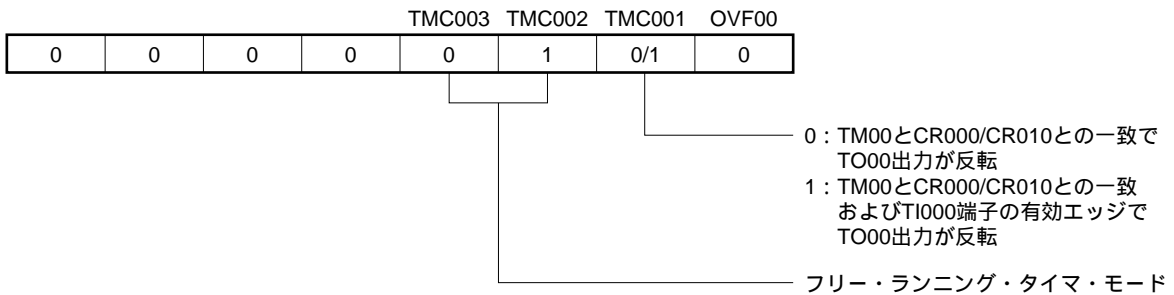 TMC003 TMC002 TMC001 OVF00
0 0 0 0 0 1 0/1 0
0：TM00とCR000/CR010との一致で
TO00出力が反転
1：TM00とCR000/CR010との一致
およびTI000端子の有効エッジで
TO00出力が反転
フリー・ランニング・タイマ・モード